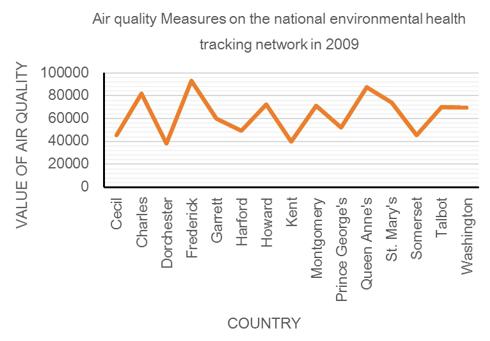 Air quality Measures on the national environmental health
tracking network in 2009
VALUE OF AIR QUALITY
100000
80000
60000
40000
20000
0
Cecil
Charles
Dorchester
Frederick
Garrett
Harford
Howard
Kent
Montgomery
Prince George's
Queen Anne's
St. Mary's
Somerset
Talbot
Washington
COUNTRY